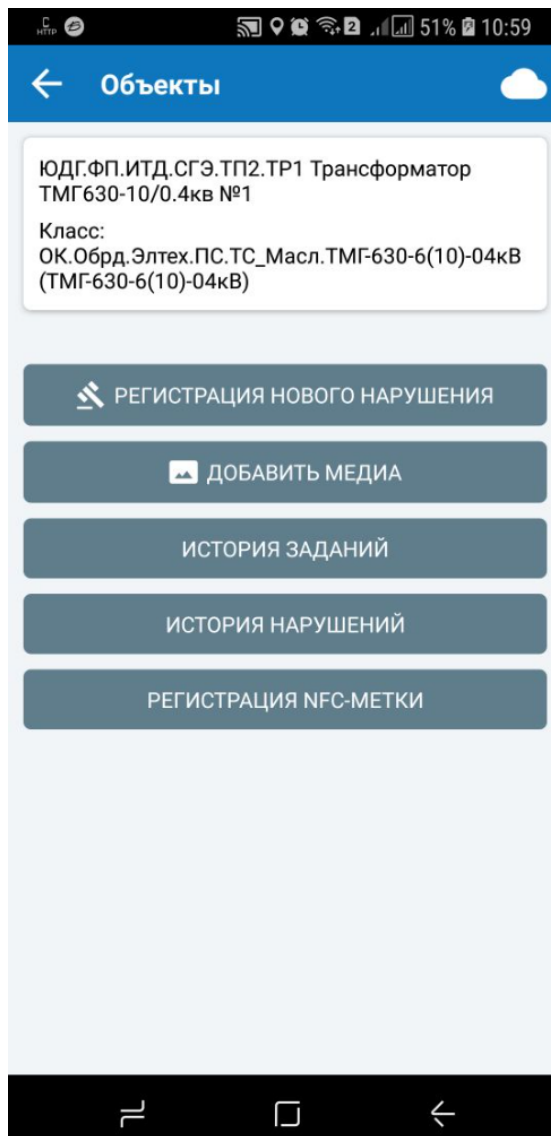 C
HTTP
2
51%
10:59
Объекты
ЮДГ.ФП.ИТД.СГЭ.ТП2.ТР1 Трансформатор
ТМГ630-10/0.4кв №1
Класс:
ОК.Обрд.Элтех.ПС.ТС_Масл.ТМГ-630-6(10)-04кВ
(ТМГ-630-6(10)-04кВ)
РЕГИСТРАЦИЯ НОВОГО НАРУШЕНИЯ
ДОБАВИТЬ МЕДИА
ИСТОРИЯ ЗАДАНИЙ
ИСТОРИЯ НАРУШЕНИЙ
РЕГИСТРАЦИЯ NFC-МЕТКИ